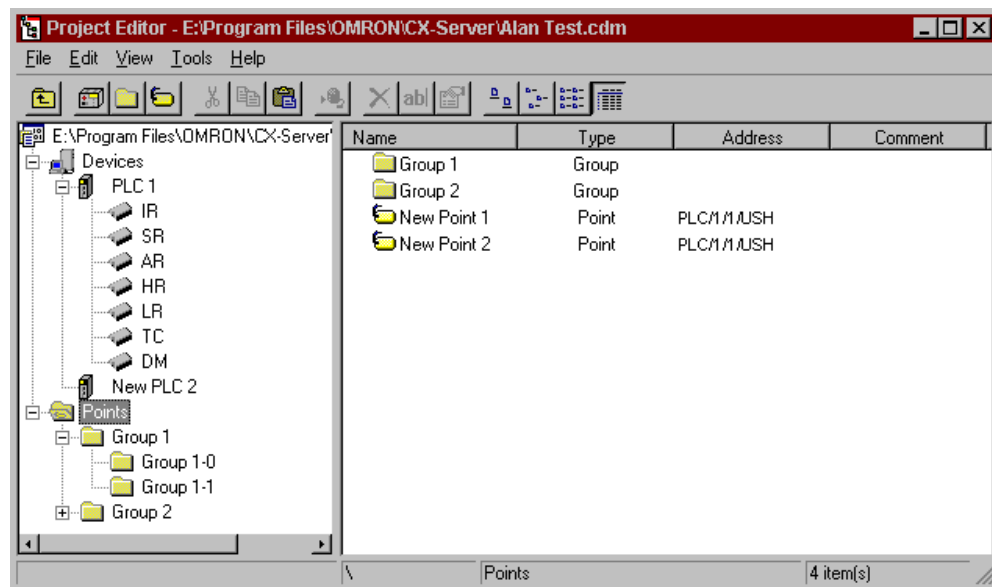 Project Editor - E:\Program Files\OMRON\CX-Server\Alan Test.cdm
File Edit View Tools Help
ab
E:\Program Files\OMRON\CX-Server'
Devices
PLC 1
IR
SR
AR
HR
LR
TC
DM
New PLC 2
Points
Group 1
Group 1-0
Group 1-1
Group 2
Name Type Address Comment
Group 1 Group
Group 2 Group
New Point 1 Point PLC/1/1/USH
New Point 2 Point PLC/1/1/USH
\ Points 4 item(s)